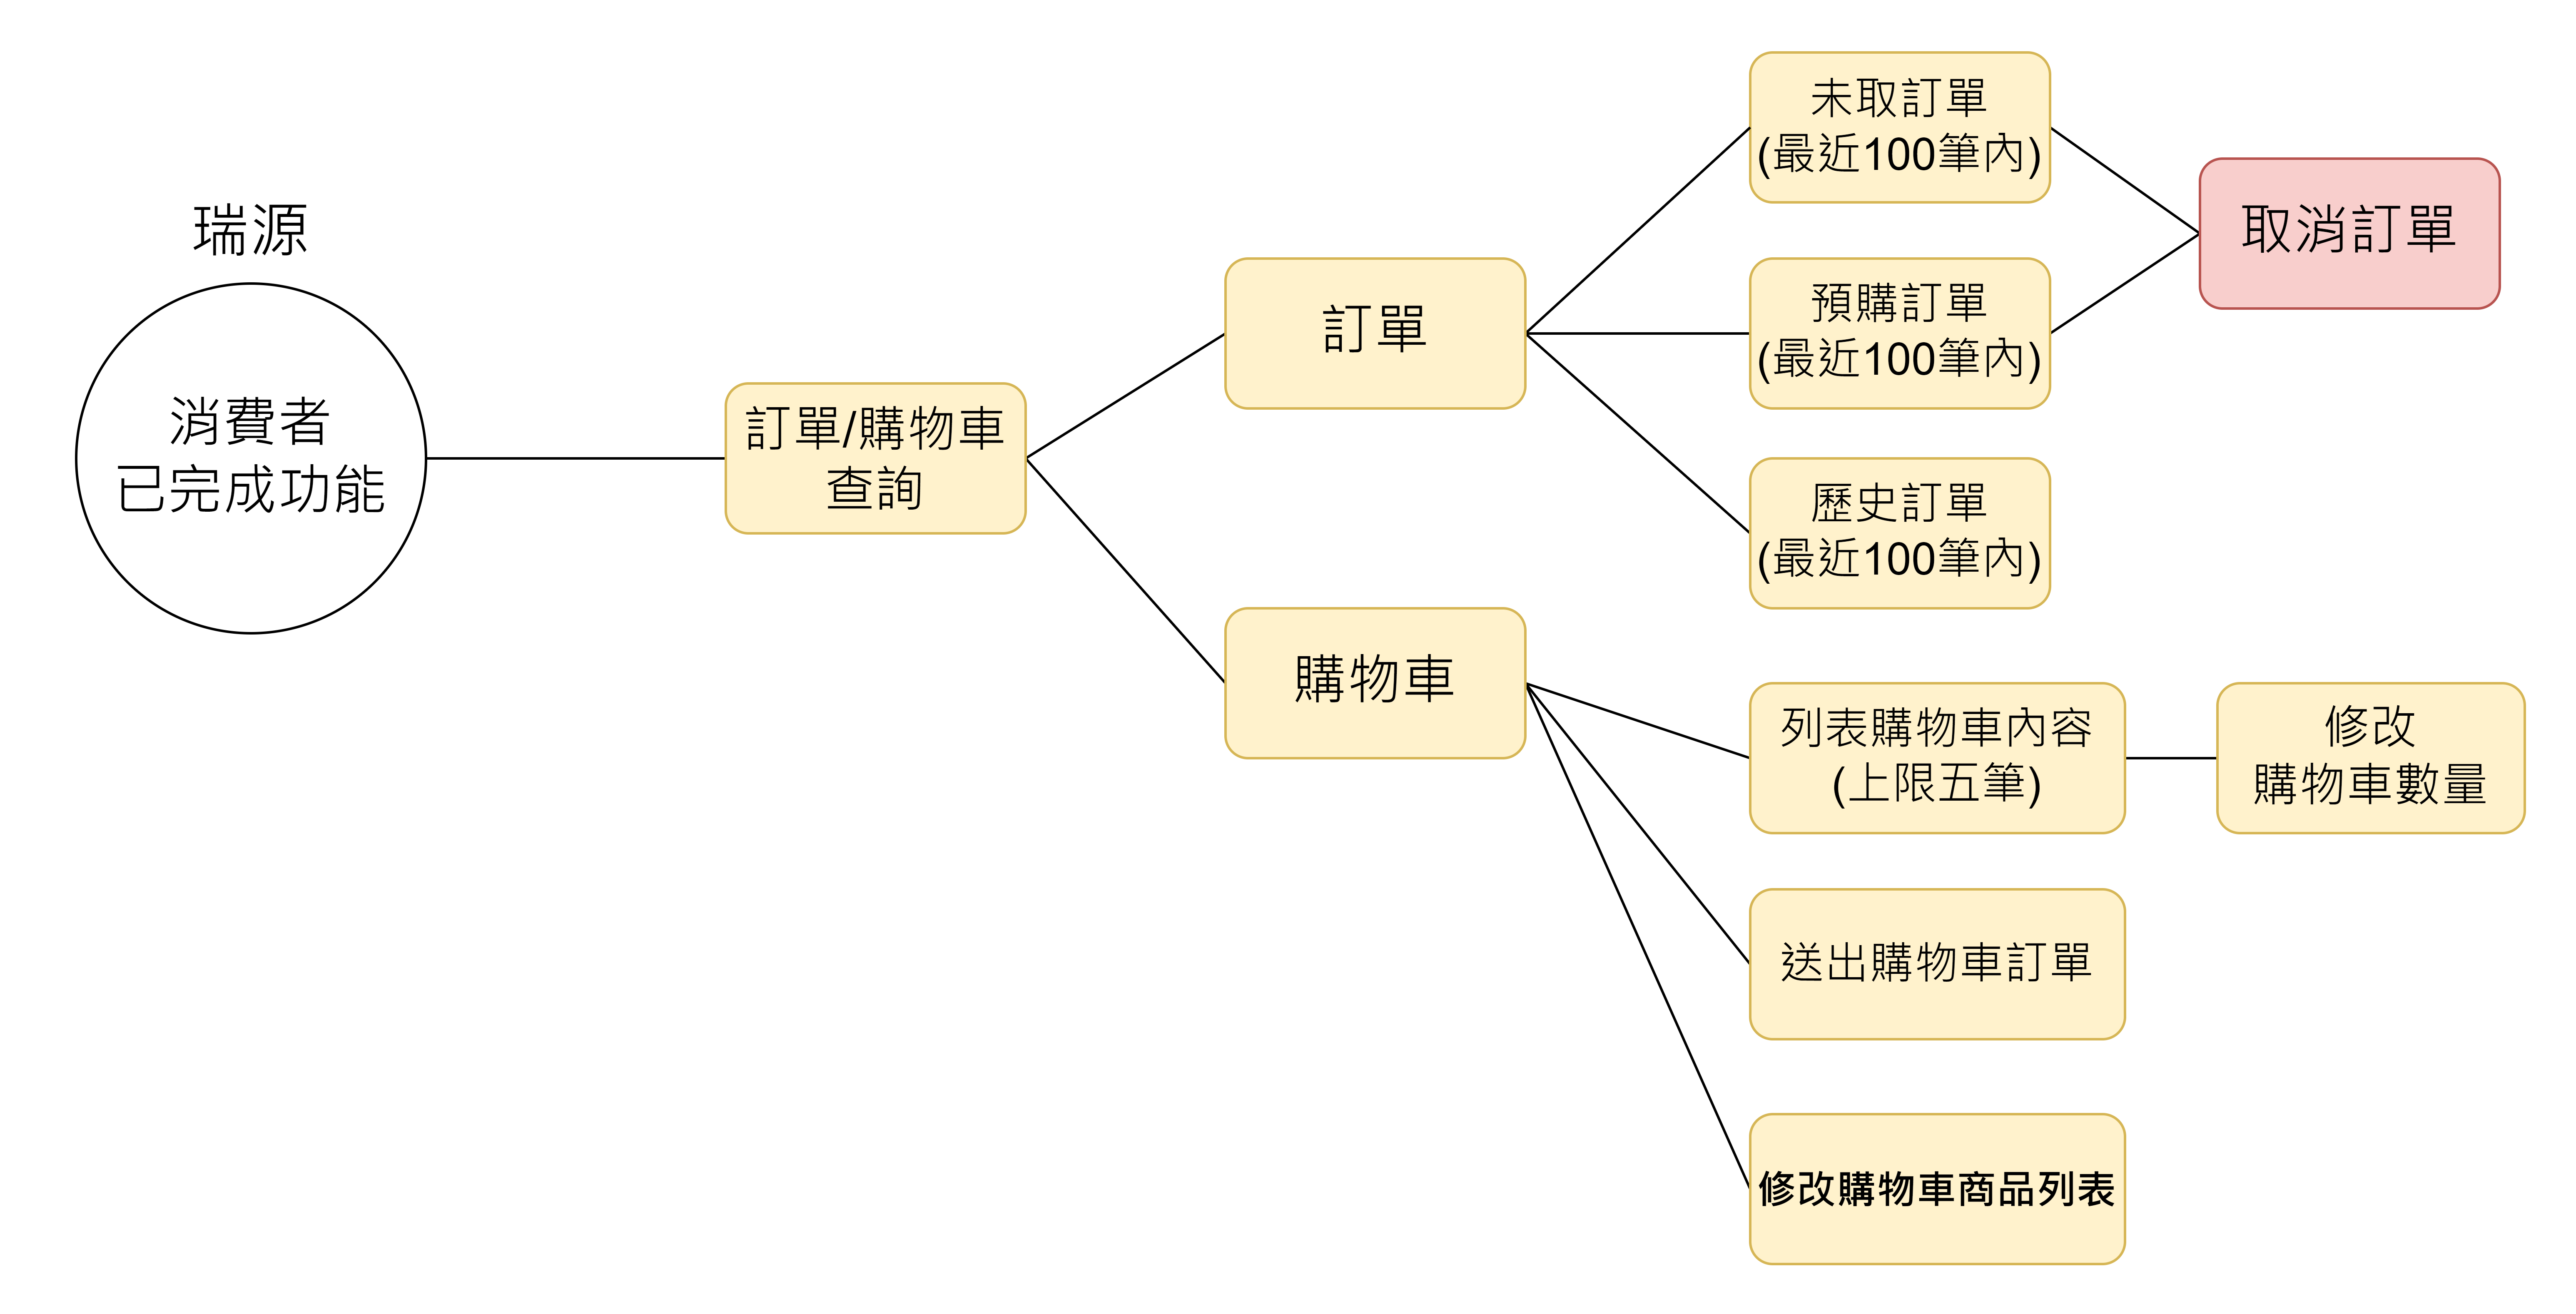 瑞源
消費者
已完成功能
訂單/購物車
查詢
訂單
購物車
未取訂單
(最近100筆內)
預購訂單
(最近100筆內)
歷史訂單
(最近100筆內)
取消訂單
列表購物車內容
(上限五筆)
修改
購物車數量
送出購物車訂單
修改購物車商品列表